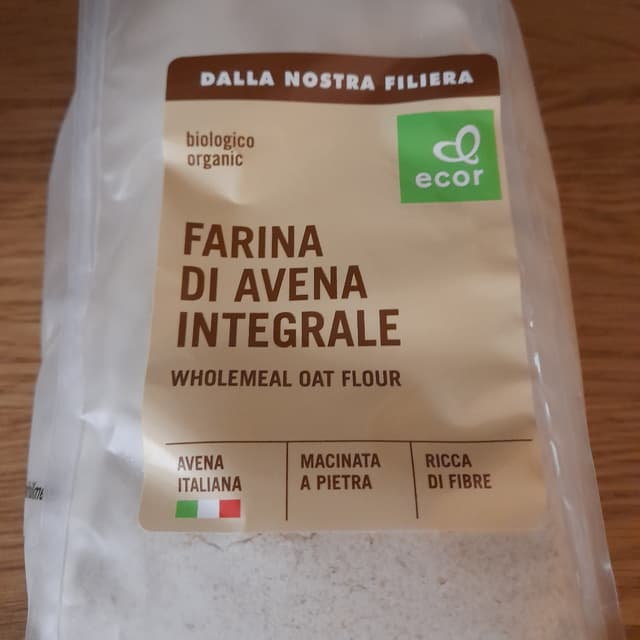 DALLA NOSTRA FILIERA
biologico
organic
ecor
FARINA
DI AVENA
INTEGRALE
WHOLEMEAL OAT FLOUR
AVENA
ITALIANA
MACINATA
A PIETRA
RICCA
DI FIBRE